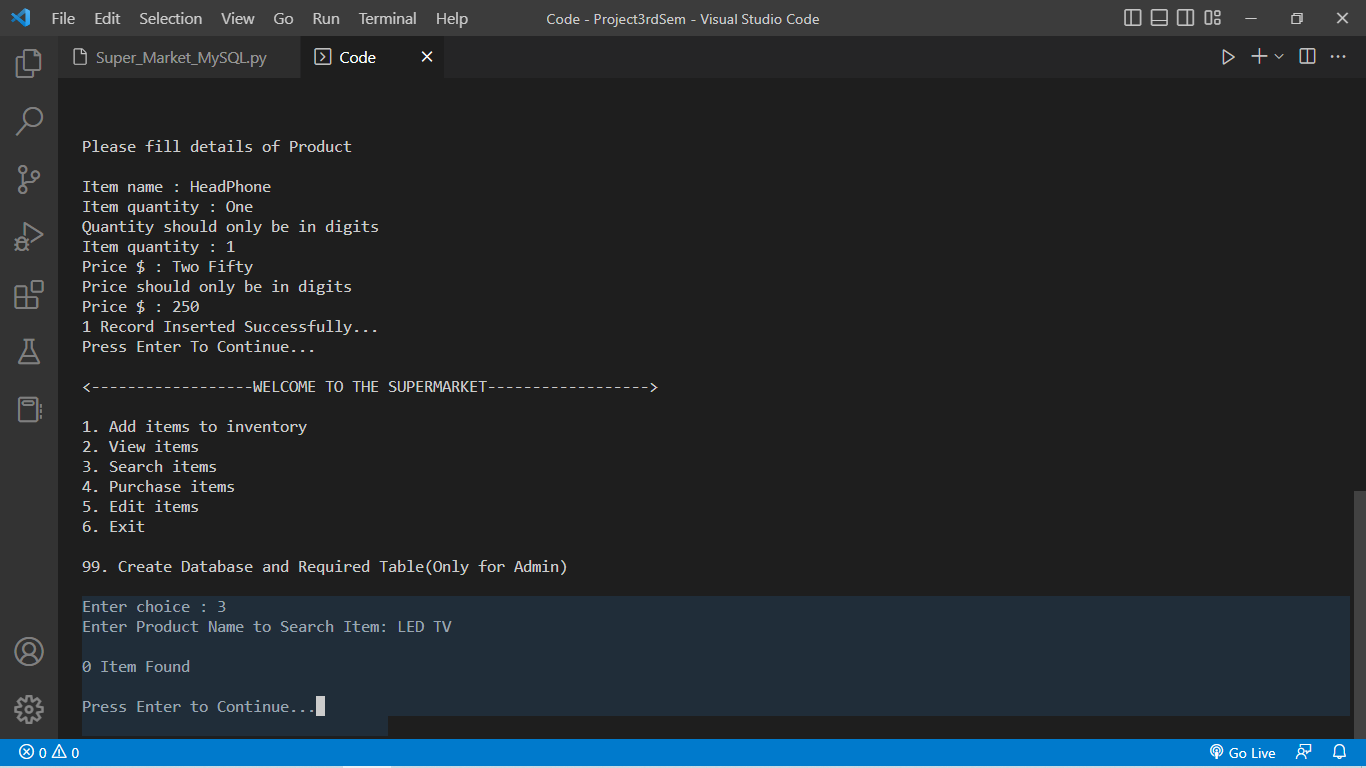 File Edit Selection View Go Run Terminal Help Code - Project3rdSem - Visual Studio Code
Super_Market_MySQL.py Code
Please fill details of Product
Item name : HeadPhone
Item quantity : One
Quantity should only be in digits
Item quantity : 1
Price $ : Two Fifty
Price should only be in digits
Price $ : 250
1 Record Inserted Successfully...
Press Enter To Continue...
<------------------WELCOME TO THE SUPERMARKET------------------>
1. Add items to inventory
2. View items
3. Search items
4. Purchase items
5. Edit items
6. Exit
99. Create Database and Required Table(Only for Admin)
Enter choice : 3
Enter Product Name to Search Item: LED TV
0 Item Found
Press Enter to Continue...
0 0 Go Live